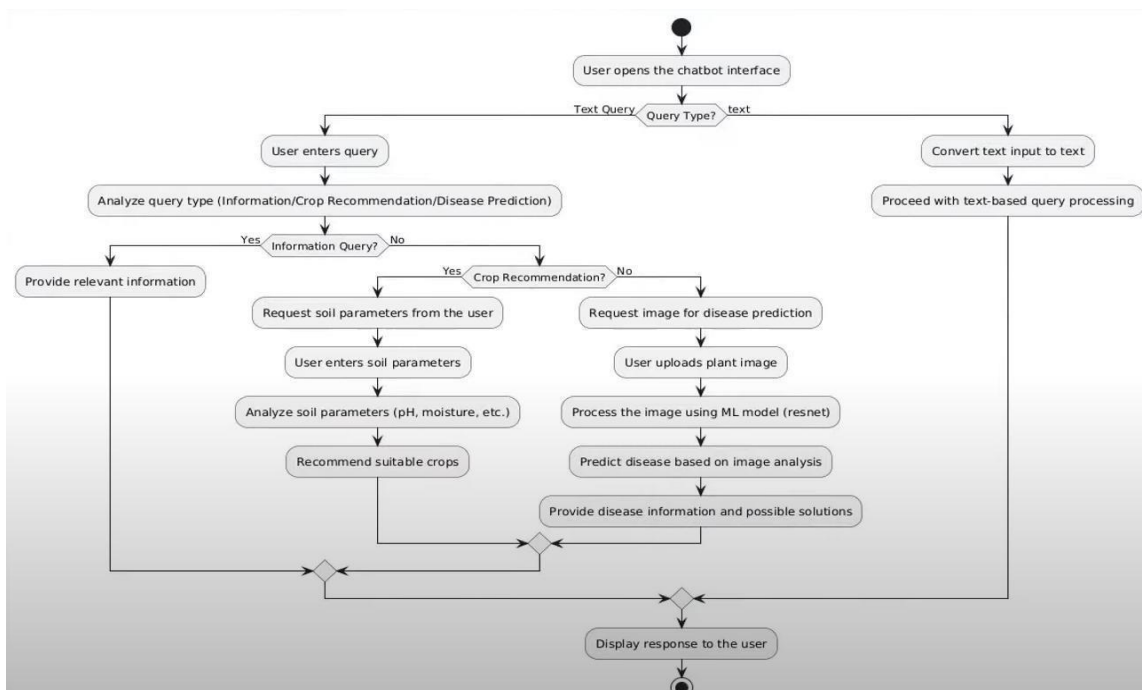 User opens the chatbot interface
Text Query
Query Type?
text
User enters query
Convert text input to text
Analyze query type (Information/Crop Recommendation/Disease Prediction)
Proceed with text-based query processing
Yes
Information Query?
No
Provide relevant information
Yes
Crop Recommendation?
No
Request soil parameters from the user
Request image for disease prediction
User enters soil parameters
User uploads plant image
Analyze soil parameters (pH, moisture, etc.)
Process the image using ML model (resnet)
Recommend suitable crops
Predict disease based on image analysis
Provide disease information and possible solutions
Display response to the user